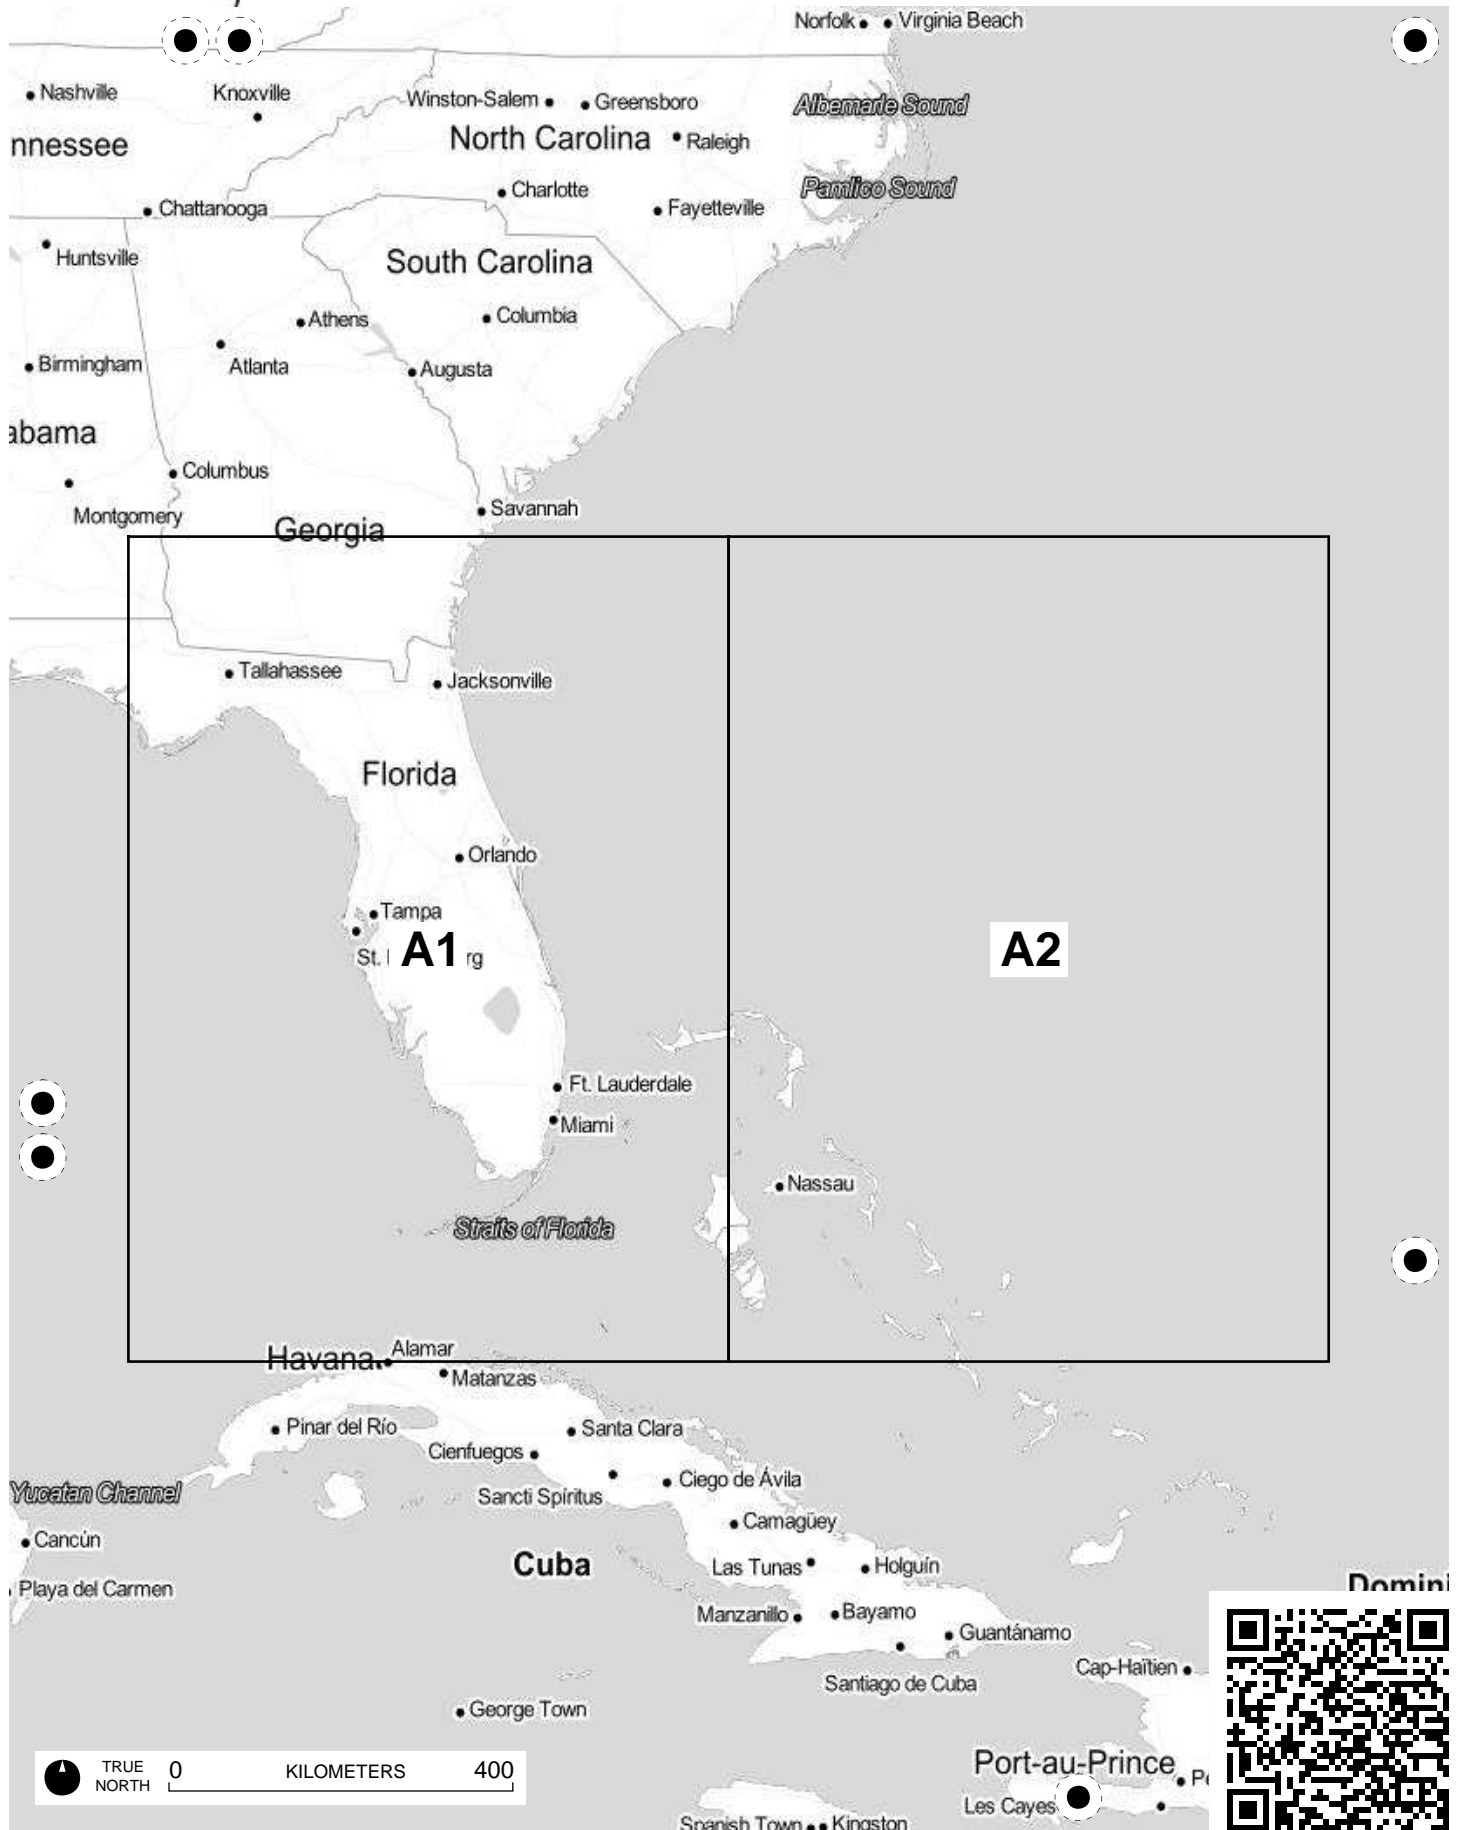 Norfolk
Virginia Beach
Nashville
Knoxville
Winston-Salem
Greensboro
Albemarle Sound
nnessee
North Carolina
Raleigh
Charlotte
Pamlico Sound
Chattanooga
Fayetteville
Huntsville
South Carolina
Athens
Columbia
Birmingham
Atlanta
Augusta
abama
Columbus
Montgomery
Savannah
Georgia
Tallahassee
Jacksonville
Florida
Orlando
Tampa
St.
rg
A1
A2
Ft. Lauderdale
Miami
Nassau
Straits of Florida
Havana
Alamar
Matanzas
Pinar del Río
Santa Clara
Cienfuegos
Ciego de Ávila
Yucatan Channel
Sancti Spíritus
Camagüey
Cancún
Cuba
Las Tunas
Holguín
Playa del Carmen
Domini
Manzanillo
Bayamo
Guantánamo
Cap-Haïtien
Santiago de Cuba
George Town
Port-au-Prince
TRUE
NORTH
0 KILOMETERS 400
Les Cayes
Spanish Town
Kingston